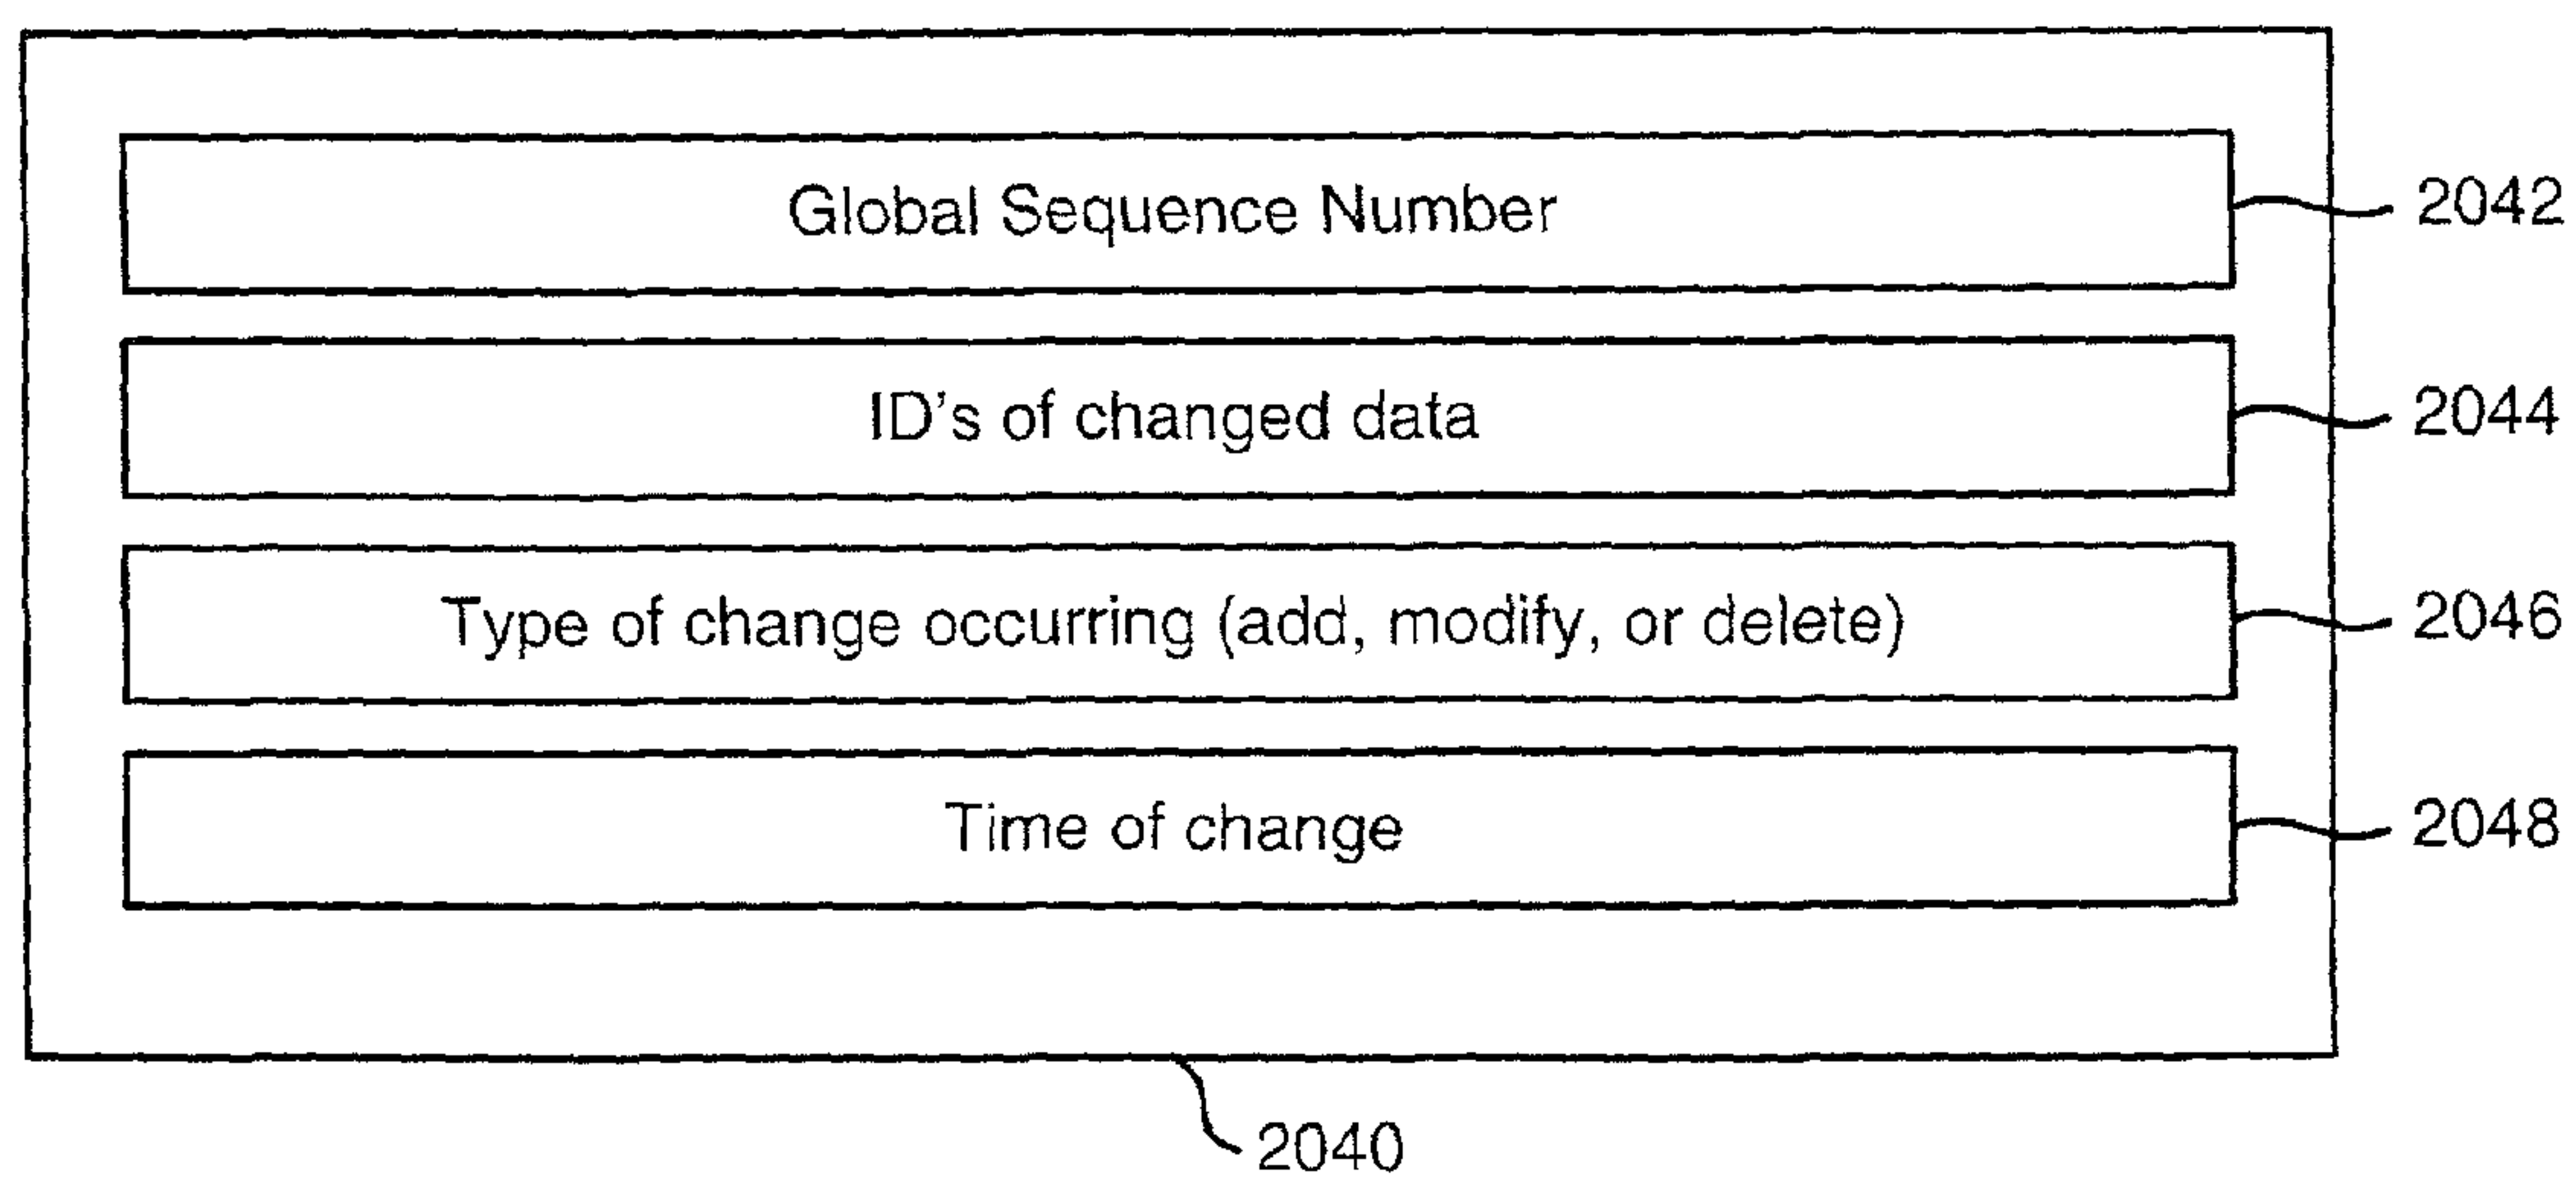 Global Sequence Number 2042
ID's of changed data 2044
Type of change occurring (add, modify, or delete) 2046
Time of change 2048
2040